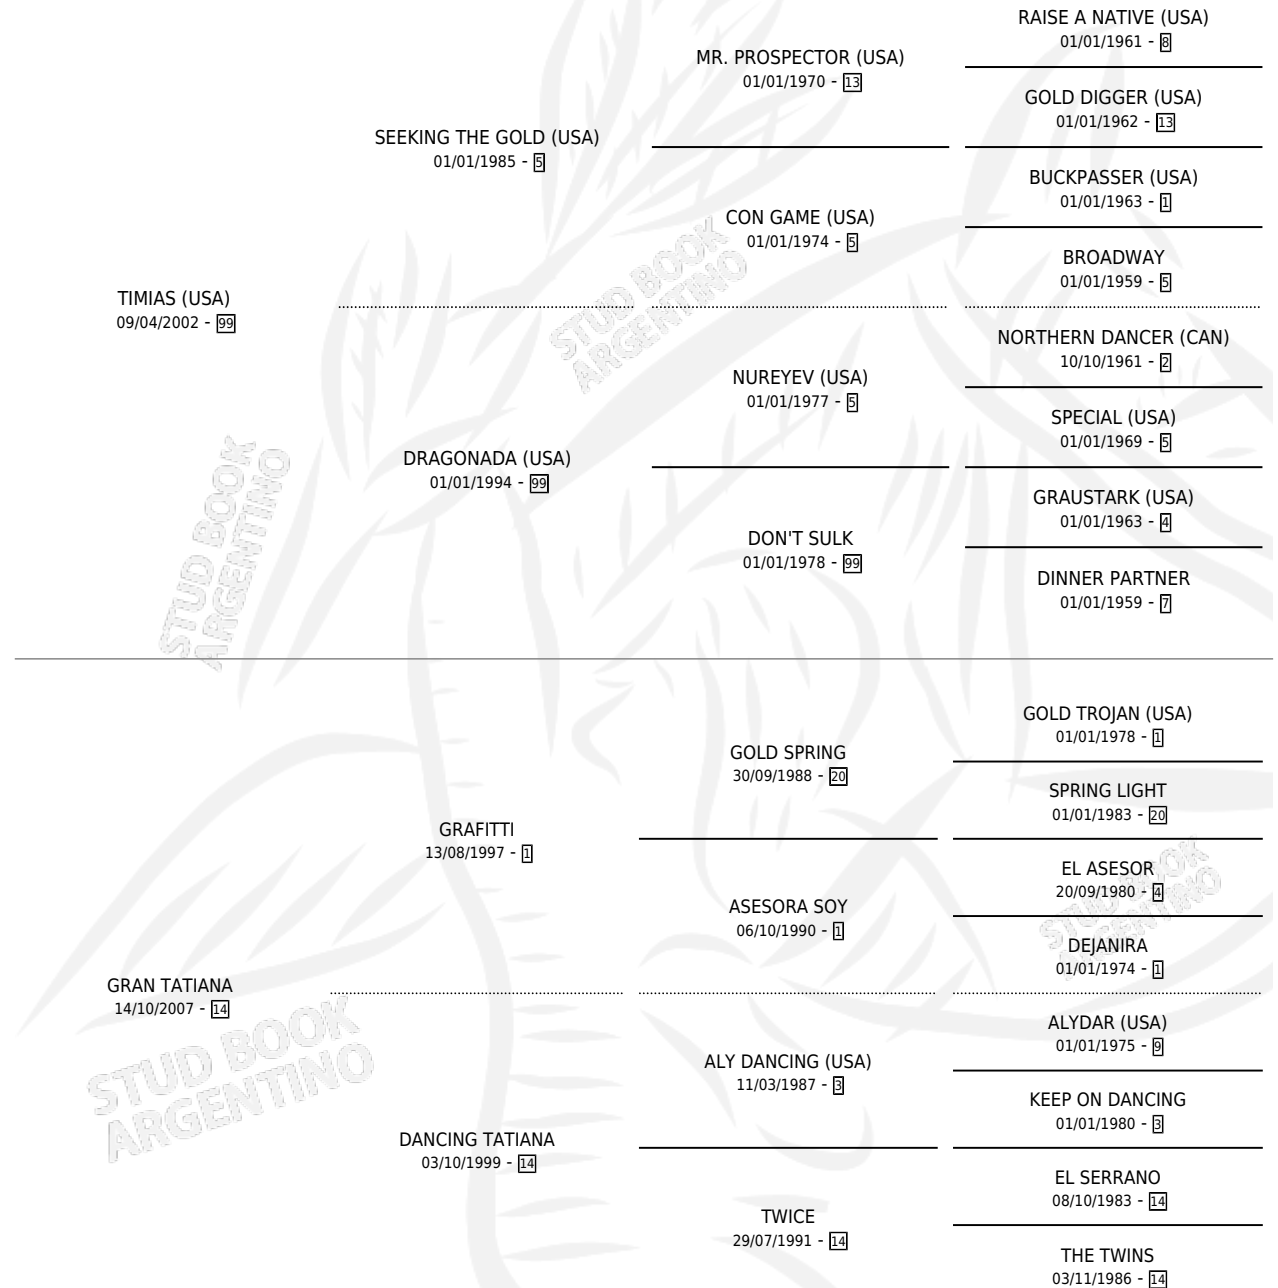 RAISE A NATIVE (USA)
01/01/1961 - 8
MR. PROSPECTOR (USA)
01/01/1970 - 13
GOLD DIGGER (USA)
01/01/1962 - 13
SEEKING THE GOLD (USA)
01/01/1985 - 5
BUCKPASSER (USA)
01/01/1963 - 1
CON GAME (USA)
01/01/1974 - 5
BROADWAY
01/01/1959 - 5
TIMIAS (USA)
09/04/2002 - 99
STUD BOOK
ARGENTINO
NORTHERN DANCER (CAN)
10/10/1961 - 2
NUREYEV (USA)
01/01/1977 - 5
SPECIAL (USA)
01/01/1969 - 5
DRAGONADA (USA)
01/01/1994 - 99
GRAUSTARK (USA)
01/01/1963 - 4
DON'T SULK
01/01/1978 - 99
DINNER PARTNER
01/01/1959 - 7
STUD BOOK
ARGENTINO
GOLD TROJAN (USA)
01/01/1978 - 1
GOLD SPRING
30/09/1988 - 20
SPRING LIGHT
01/01/1983 - 20
GRAFITTI
13/08/1997 - 1
EL ASESOR
20/09/1980 - 4
ASESORA SOY
06/10/1990 - 1
DEJANIRA
01/01/1974 - 1
STUD BOOK
ARGENTINO
GRAN TATIANA
14/10/2007 - 14
ALYDAR (USA)
01/01/1975 - 9
ALY DANCING (USA)
11/03/1987 - 3
KEEP ON DANCING
01/01/1980 - 3
STUD BOOK
ARGENTINO
DANCING TATIANA
03/10/1999 - 14
EL SERRANO
08/10/1983 - 14
TWICE
29/07/1991 - 14
THE TWINS
03/11/1986 - 14